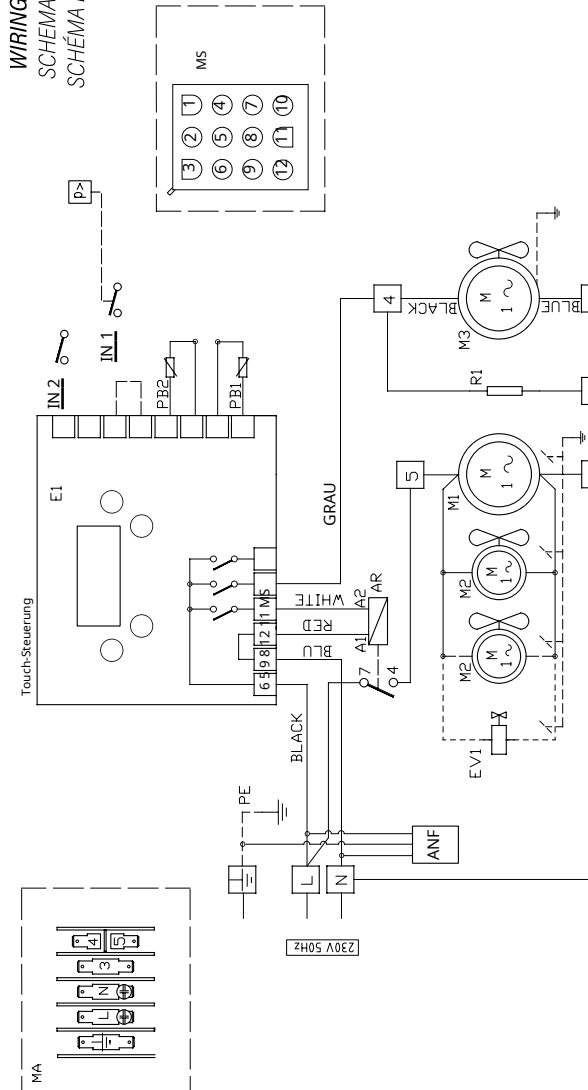 WIRING
SCHEMA
SCHÉMA
MS
1 4 7 10
2 5 8 11
3 6 9 12
p>
IN 2
IN 1
PB2
PB1
E1
Touch-Steuerung
6 5 9 8 12 11 MS
BLACK
BLU
RED
WHITE
GRAU
A1 A2
AR
7
4
PE
L
N
ANF
230V 50Hz
MA
L
N
3
4
5
5
4
BLACK
BLUE
M
1
M3
R1
M
1
M1
M
1
M2
M
1
M2
EV1